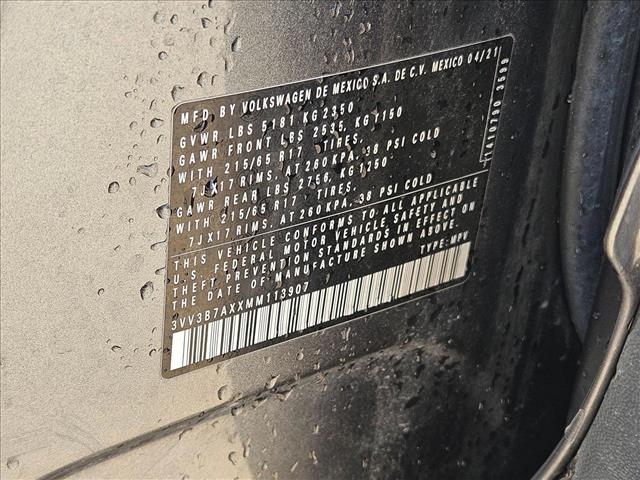 MFD. BY VOLKSWAGEN DE MEXICO S.A. DE C.V. MEXICO 04/21
GVWR LBS 5181 KG 2350
GAWR FRONT LBS 2535, KG 1150
WITH 215/65 R17 TIRES,
7JX17 RIMS, AT 260 KPA, 38 PSI COLD
GAWR REAR LBS 2756, KG 1250
WITH 215/65 R17 TIRES,
7JX17 RIMS, AT 260 KPA, 38 PSI COLD
THIS VEHICLE CONFORMS TO ALL APPLICABLE
U.S. FEDERAL MOTOR VEHICLE SAFETY AND
THEFT PREVENTION STANDARDS IN EFFECT ON
THE DATE OF MANUFACTURE SHOWN ABOVE.
TYPE: MPV
3VV3B7AXXMM113907